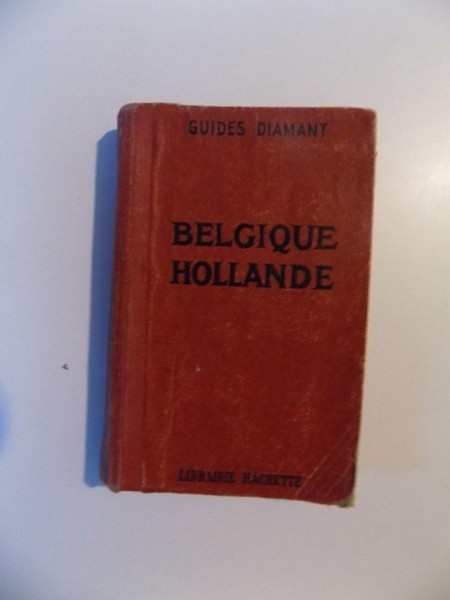 GUIDES DIAMANT
BELGIQUE
HOLLANDE
LIBRAIRIE HACHETTE